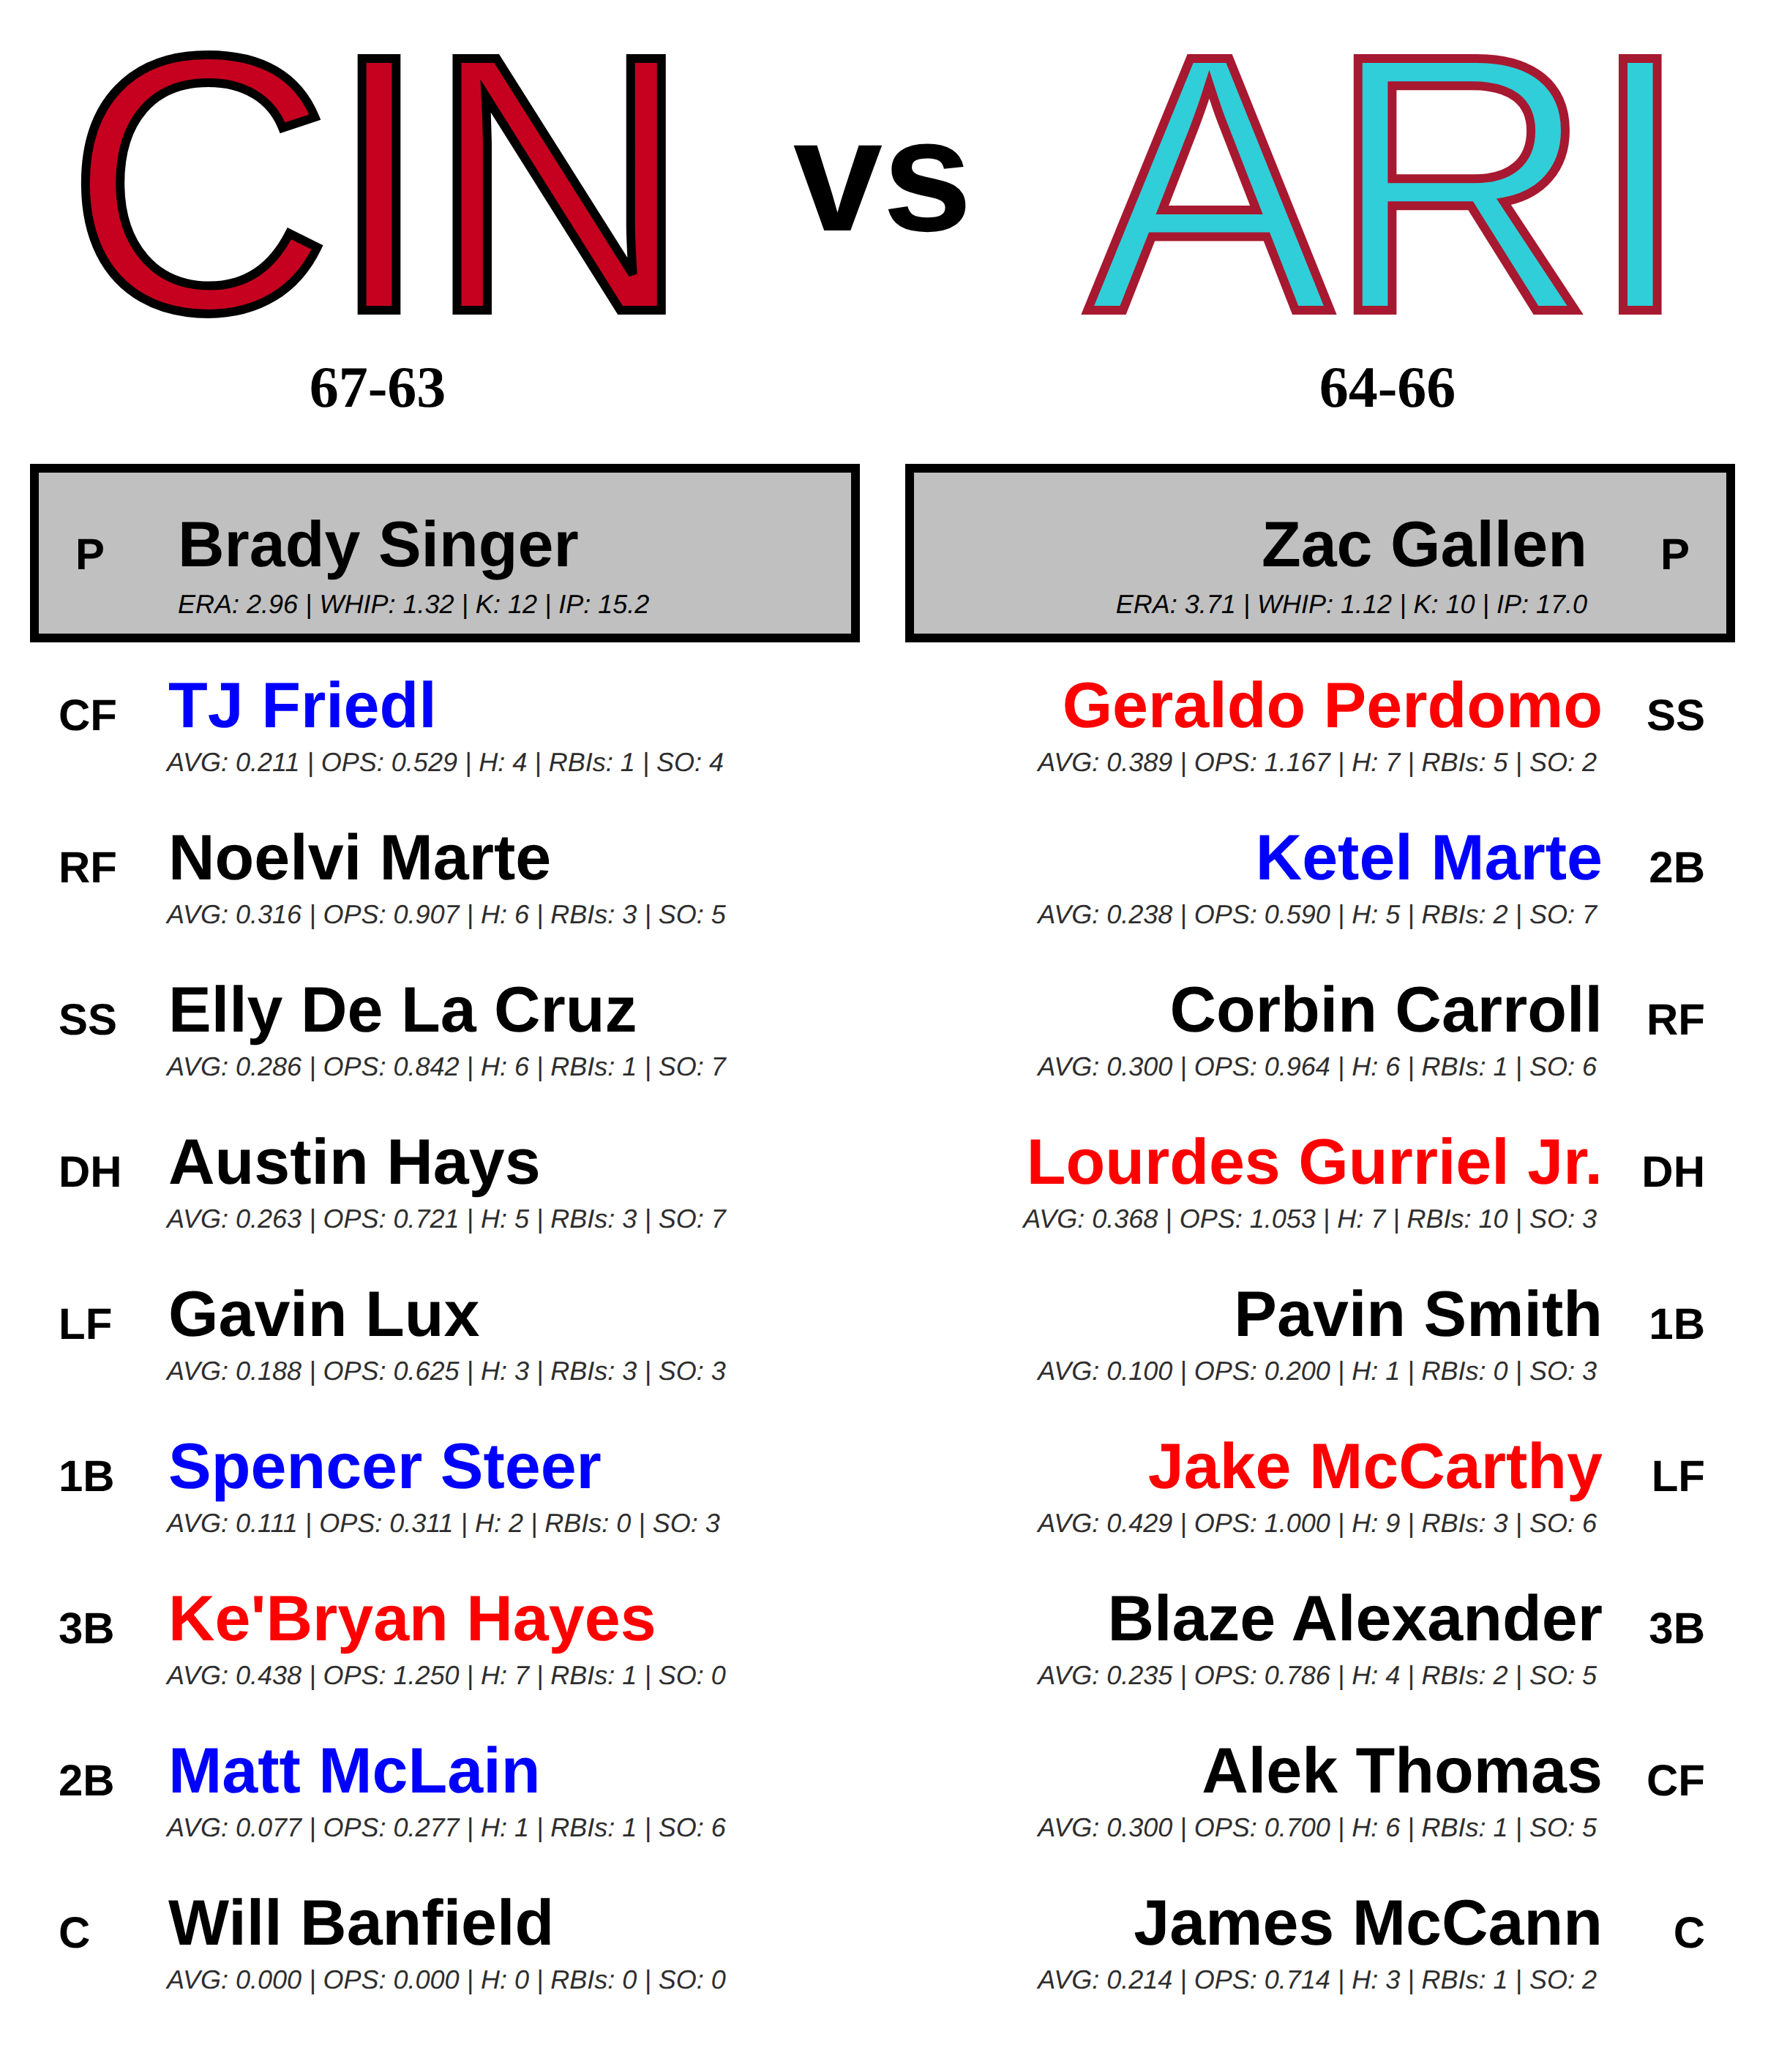 CIN vs ARI
67-63 64-66
P Brady Singer
ERA: 2.96 | WHIP: 1.32 | K: 12 | IP: 15.2
Zac Gallen P
ERA: 3.71 | WHIP: 1.12 | K: 10 | IP: 17.0
CF TJ Friedl
AVG: 0.211 | OPS: 0.529 | H: 4 | RBIs: 1 | SO: 4
RF Noelvi Marte
AVG: 0.316 | OPS: 0.907 | H: 6 | RBIs: 3 | SO: 5
SS Elly De La Cruz
AVG: 0.286 | OPS: 0.842 | H: 6 | RBIs: 1 | SO: 7
DH Austin Hays
AVG: 0.263 | OPS: 0.721 | H: 5 | RBIs: 3 | SO: 7
LF Gavin Lux
AVG: 0.188 | OPS: 0.625 | H: 3 | RBIs: 3 | SO: 3
1B Spencer Steer
AVG: 0.111 | OPS: 0.311 | H: 2 | RBIs: 0 | SO: 3
3B Ke'Bryan Hayes
AVG: 0.438 | OPS: 1.250 | H: 7 | RBIs: 1 | SO: 0
2B Matt McLain
AVG: 0.077 | OPS: 0.277 | H: 1 | RBIs: 1 | SO: 6
C Will Banfield
AVG: 0.000 | OPS: 0.000 | H: 0 | RBIs: 0 | SO: 0
Geraldo Perdomo SS
AVG: 0.389 | OPS: 1.167 | H: 7 | RBIs: 5 | SO: 2
Ketel Marte 2B
AVG: 0.238 | OPS: 0.590 | H: 5 | RBIs: 2 | SO: 7
Corbin Carroll RF
AVG: 0.300 | OPS: 0.964 | H: 6 | RBIs: 1 | SO: 6
Lourdes Gurriel Jr. DH
AVG: 0.368 | OPS: 1.053 | H: 7 | RBIs: 10 | SO: 3
Pavin Smith 1B
AVG: 0.100 | OPS: 0.200 | H: 1 | RBIs: 0 | SO: 3
Jake McCarthy LF
AVG: 0.429 | OPS: 1.000 | H: 9 | RBIs: 3 | SO: 6
Blaze Alexander 3B
AVG: 0.235 | OPS: 0.786 | H: 4 | RBIs: 2 | SO: 5
Alek Thomas CF
AVG: 0.300 | OPS: 0.700 | H: 6 | RBIs: 1 | SO: 5
James McCann C
AVG: 0.214 | OPS: 0.714 | H: 3 | RBIs: 1 | SO: 2